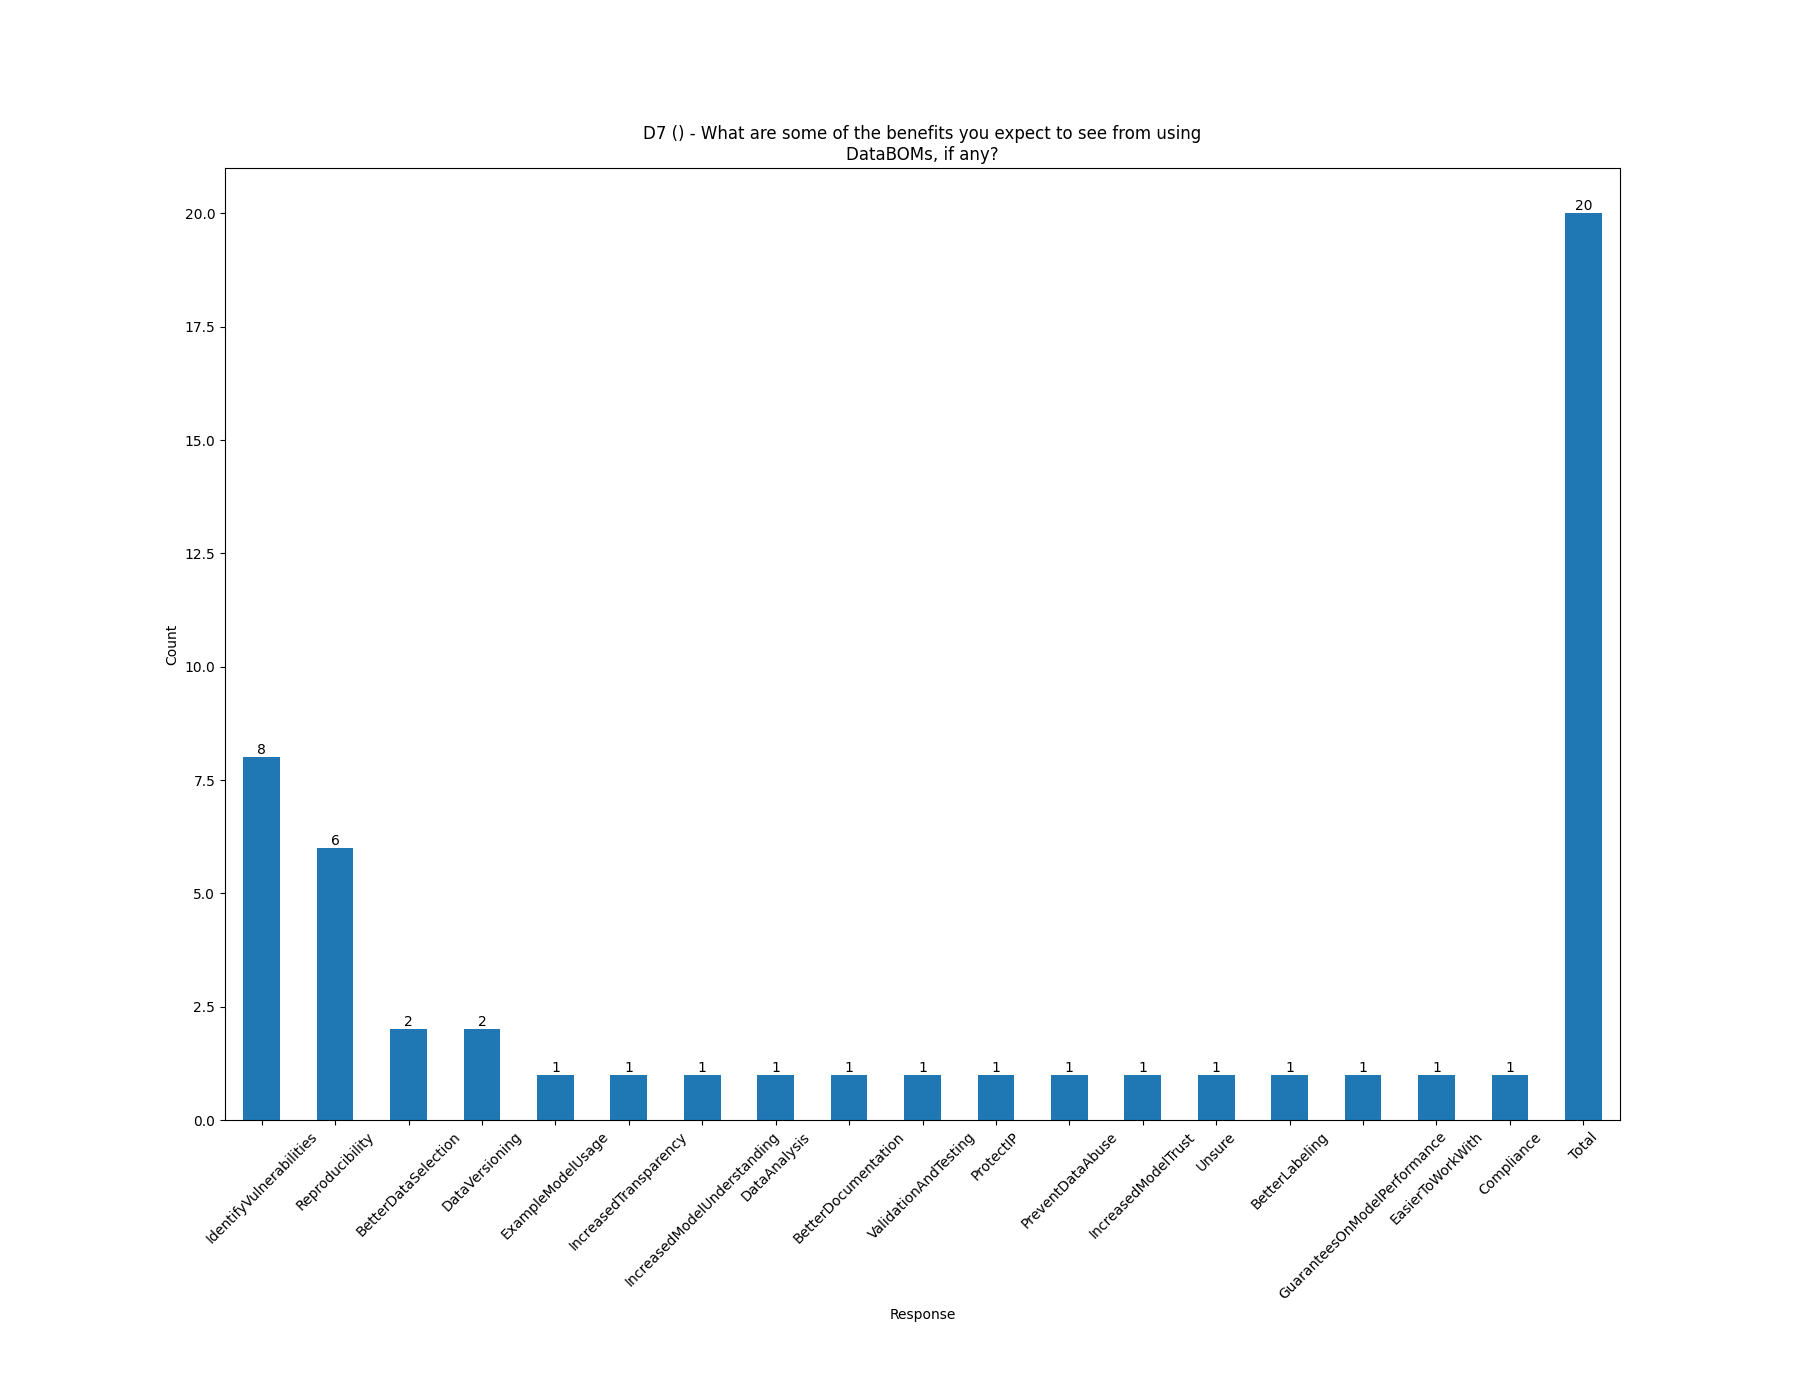 D7 () - What are some of the benefits you expect to see from using
DataBOMs, if any?
20.0
17.5
15.0
12.5
10.0
7.5
5.0
2.5
0.0
Count
8
6
2
2
1
1
1
1
1
1
1
1
1
1
1
1
1
1
20
IdentifyVulnerabilities
Reproducibility
BetterDataSelection
DataVersioning
ExampleModelUsage
IncreasedTransparency
IncreasedModelUnderstanding
DataAnalysis
BetterDocumentation
ValidationAndTesting
ProtectIP
PreventDataAbuse
IncreasedModelTrust
Unsure
BetterLabeling
GuaranteesOnModelPerformance
EasierToWorkWith
Compliance
Total
Response